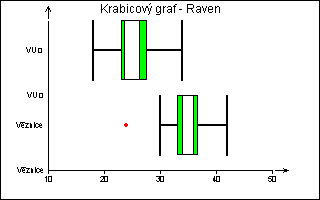 Krabicový graf - Raven
VÚO
VÚO
Věznice
Věznice
10 20 30 40 50